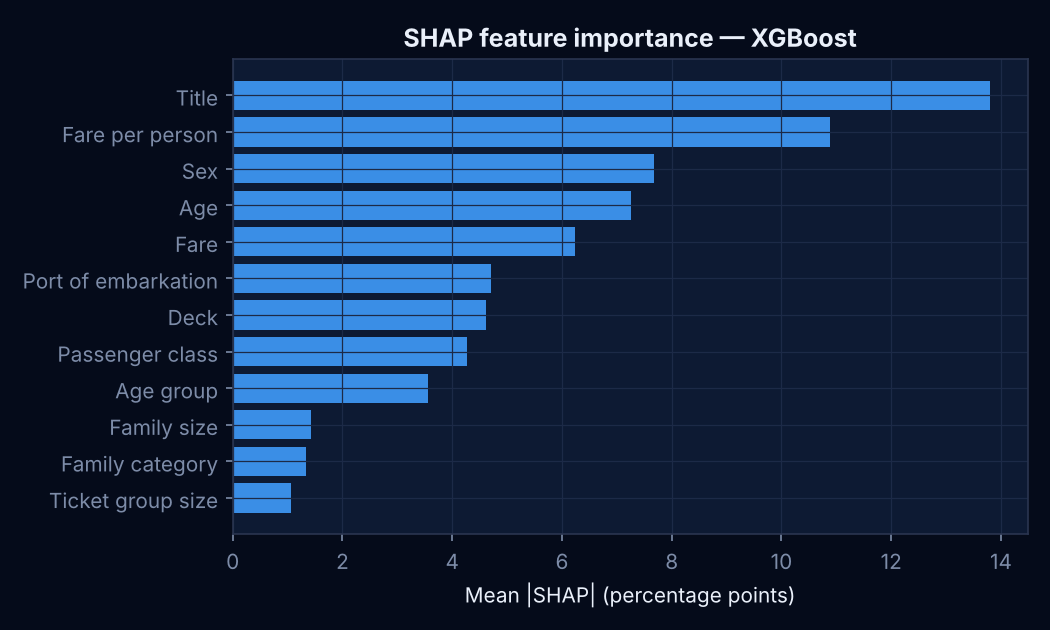 SHAP feature importance — XGBoost
Title
Fare per person
Sex
Age
Fare
Port of embarkation
Deck
Passenger class
Age group
Family size
Family category
Ticket group size
0 2 4 6 8 10 12 14
Mean |SHAP| (percentage points)